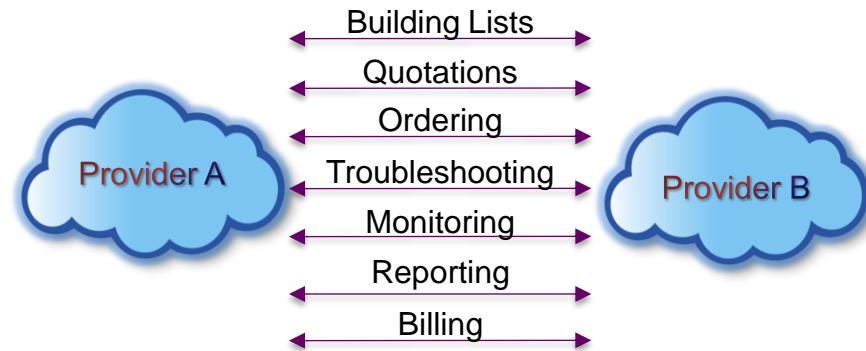 Building Lists
Quotations
Ordering
Provider A
Troubleshooting
Provider B
Monitoring
Reporting
Billing